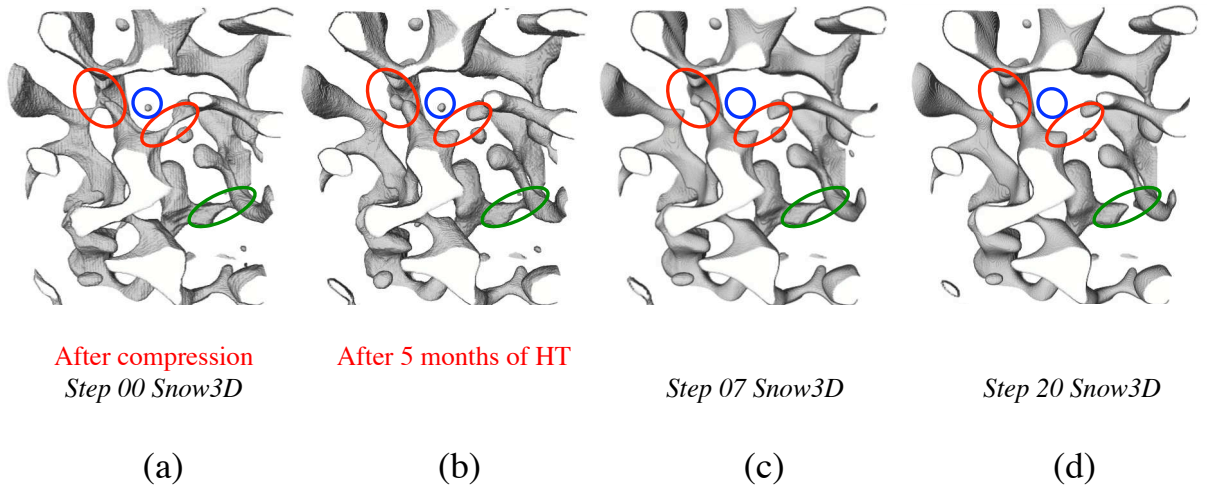 After compression
Step 00 Snow3D
After 5 months of HT
Step 07 Snow3D
Step 20 Snow3D
(a)
(b)
(c)
(d)